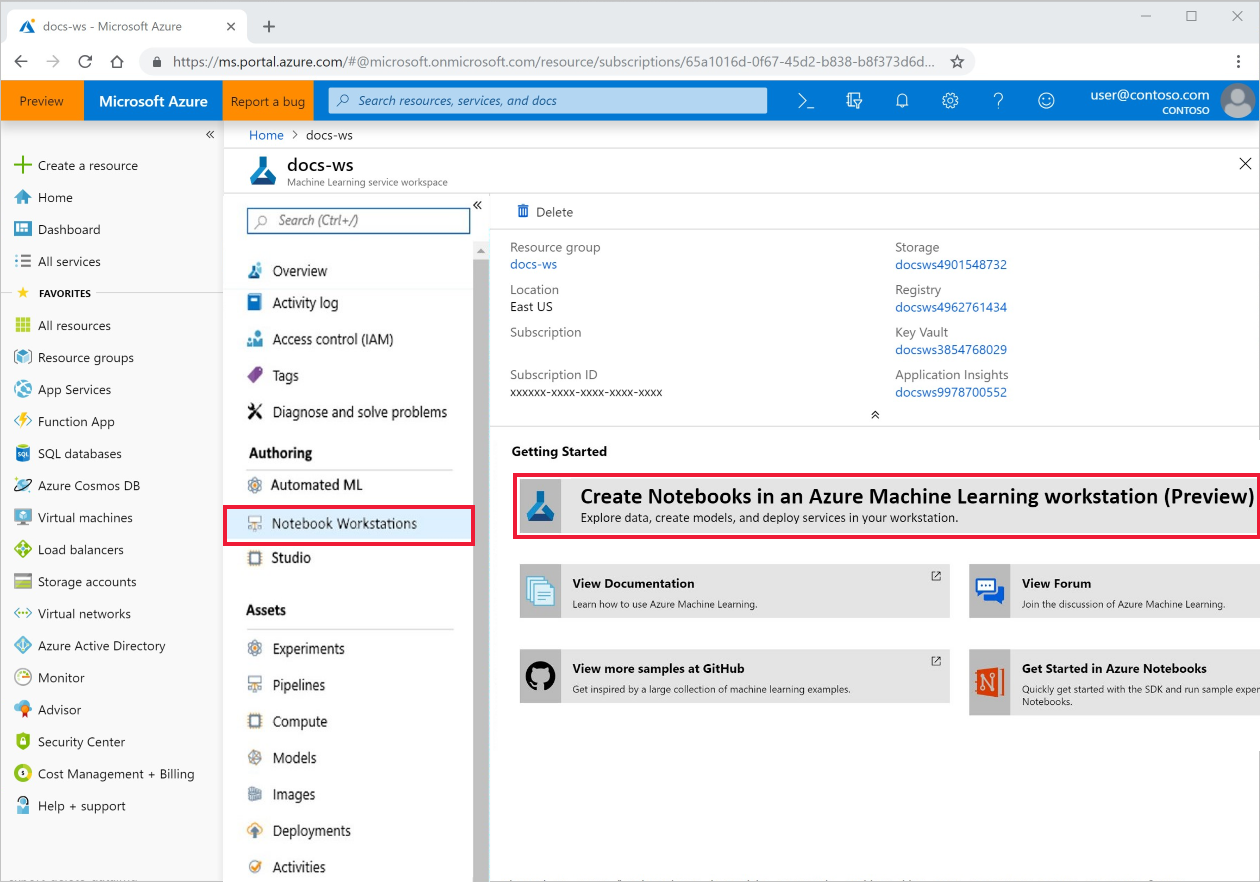 docs-ws - Microsoft Azure
https://ms.portal.azure.com/#@microsoft.onmicrosoft.com/resource/subscriptions/65a1016d-0f67-45d2-b838-b8f373d6d...
Preview
Microsoft Azure
Report a bug
Search resources, services, and docs
user@contoso.com
CONTOSO
Create a resource
Home
Dashboard
All services
FAVORITES
All resources
Resource groups
App Services
Function App
SQL databases
Azure Cosmos DB
Virtual machines
Load balancers
Storage accounts
Virtual networks
Azure Active Directory
Monitor
Advisor
Security Center
Cost Management + Billing
Help + support
Home > docs-ws
docs-ws
Machine Learning service workspace
Search (Ctrl+/)
Overview
Activity log
Access control (IAM)
Tags
Diagnose and solve problems
Authoring
Automated ML
Notebook Workstations
Studio
Assets
Experiments
Pipelines
Compute
Models
Images
Deployments
Activities
Delete
Resource group
docs-ws
Location
East US
Subscription
Subscription ID
xxxxxx-xxxx-xxxx-xxxx-xxxx
Storage
docsws4901548732
Registry
docsws4962761434
Key Vault
docsws3854768029
Application Insights
docsws9978700552
Getting Started
Create Notebooks in an Azure Machine Learning workstation (Preview)
Explore data, create models, and deploy services in your workstation.
View Documentation
Learn how to use Azure Machine Learning.
View Forum
Join the discussion of Azure Machine Learning.
View more samples at GitHub
Get inspired by a large collection of machine learning examples.
Get Started in Azure Notebooks
Quickly get started with the SDK and run sample exper
Notebooks.